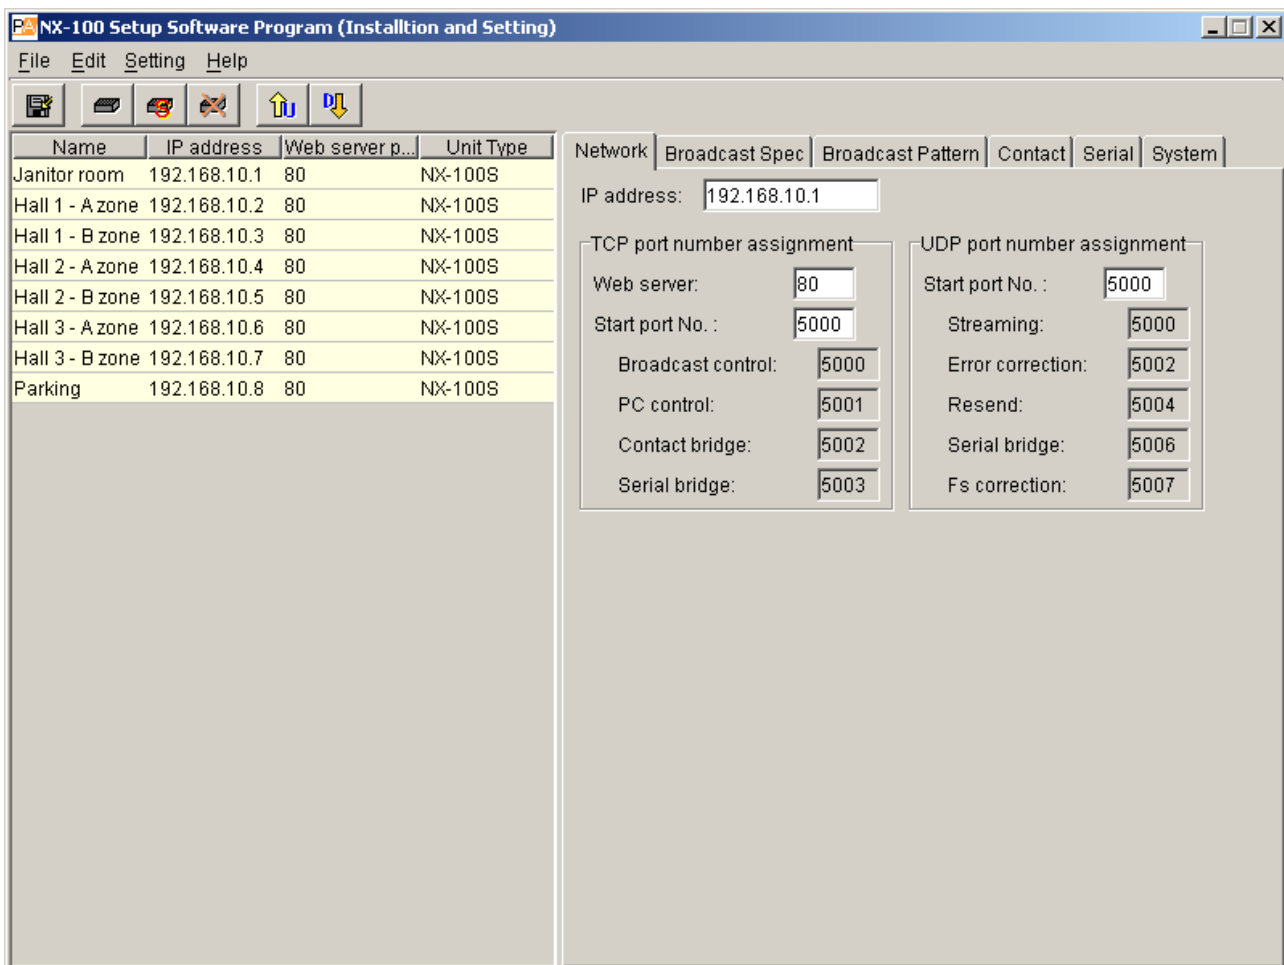 PA NX-100 Setup Software Program (Installtion and Setting)
File Edit Setting Help
U D
Name IP address Web server p... Unit Type
Janitor room 192.168.10.1 80 NX-100S
Hall 1 - A zone 192.168.10.2 80 NX-100S
Hall 1 - B zone 192.168.10.3 80 NX-100S
Hall 2 - A zone 192.168.10.4 80 NX-100S
Hall 2 - B zone 192.168.10.5 80 NX-100S
Hall 3 - A zone 192.168.10.6 80 NX-100S
Hall 3 - B zone 192.168.10.7 80 NX-100S
Parking 192.168.10.8 80 NX-100S
Network Broadcast Spec Broadcast Pattern Contact Serial System
IP address: 192.168.10.1
TCP port number assignment
Web server: 80
Start port No. : 5000
Broadcast control: 5000
PC control: 5001
Contact bridge: 5002
Serial bridge: 5003
UDP port number assignment
Start port No. : 5000
Streaming: 5000
Error correction: 5002
Resend: 5004
Serial bridge: 5006
Fs correction: 5007